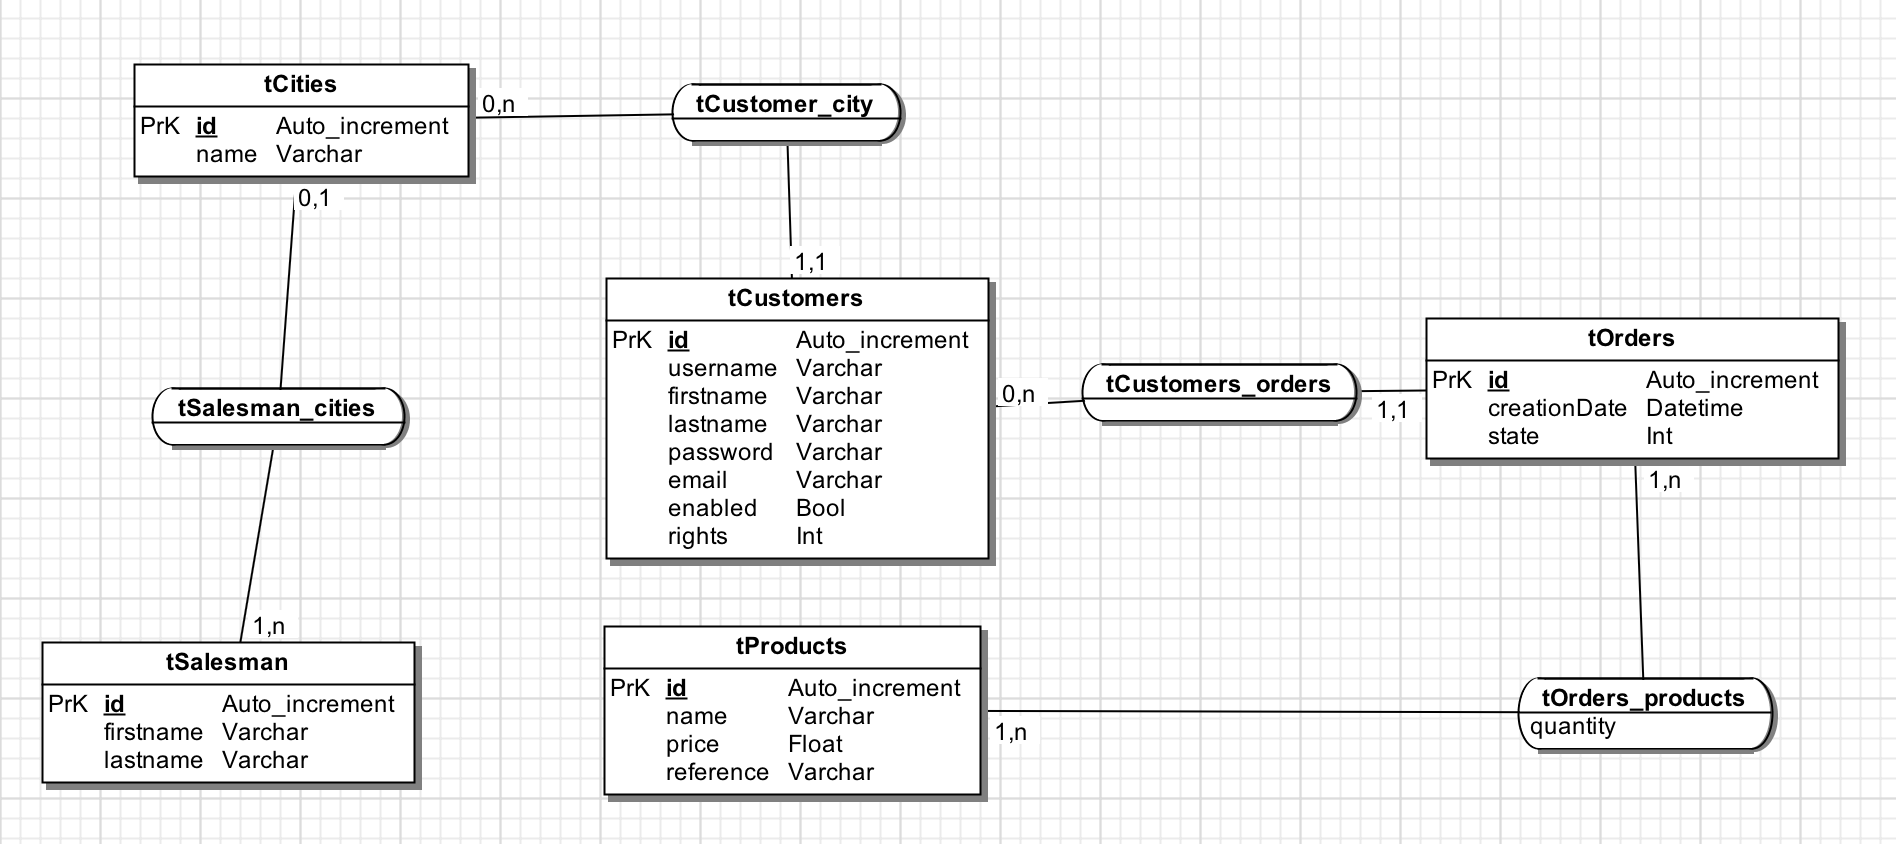 tCities
PrK id Auto_increment
name Varchar
0,n
tCustomer_city
0,1
1,1
tCustomers
PrK id Auto_increment
username Varchar
firstname Varchar
lastname Varchar
password Varchar
email Varchar
enabled Bool
rights Int
0,n
tCustomers_orders
1,1
tOrders
PrK id Auto_increment
creationDate Datetime
state Int
1,n
tSalesman_cities
1,n
tSalesman
PrK id Auto_increment
firstname Varchar
lastname Varchar
tProducts
PrK id Auto_increment
name Varchar
price Float
reference Varchar
1,n
tOrders_products
quantity